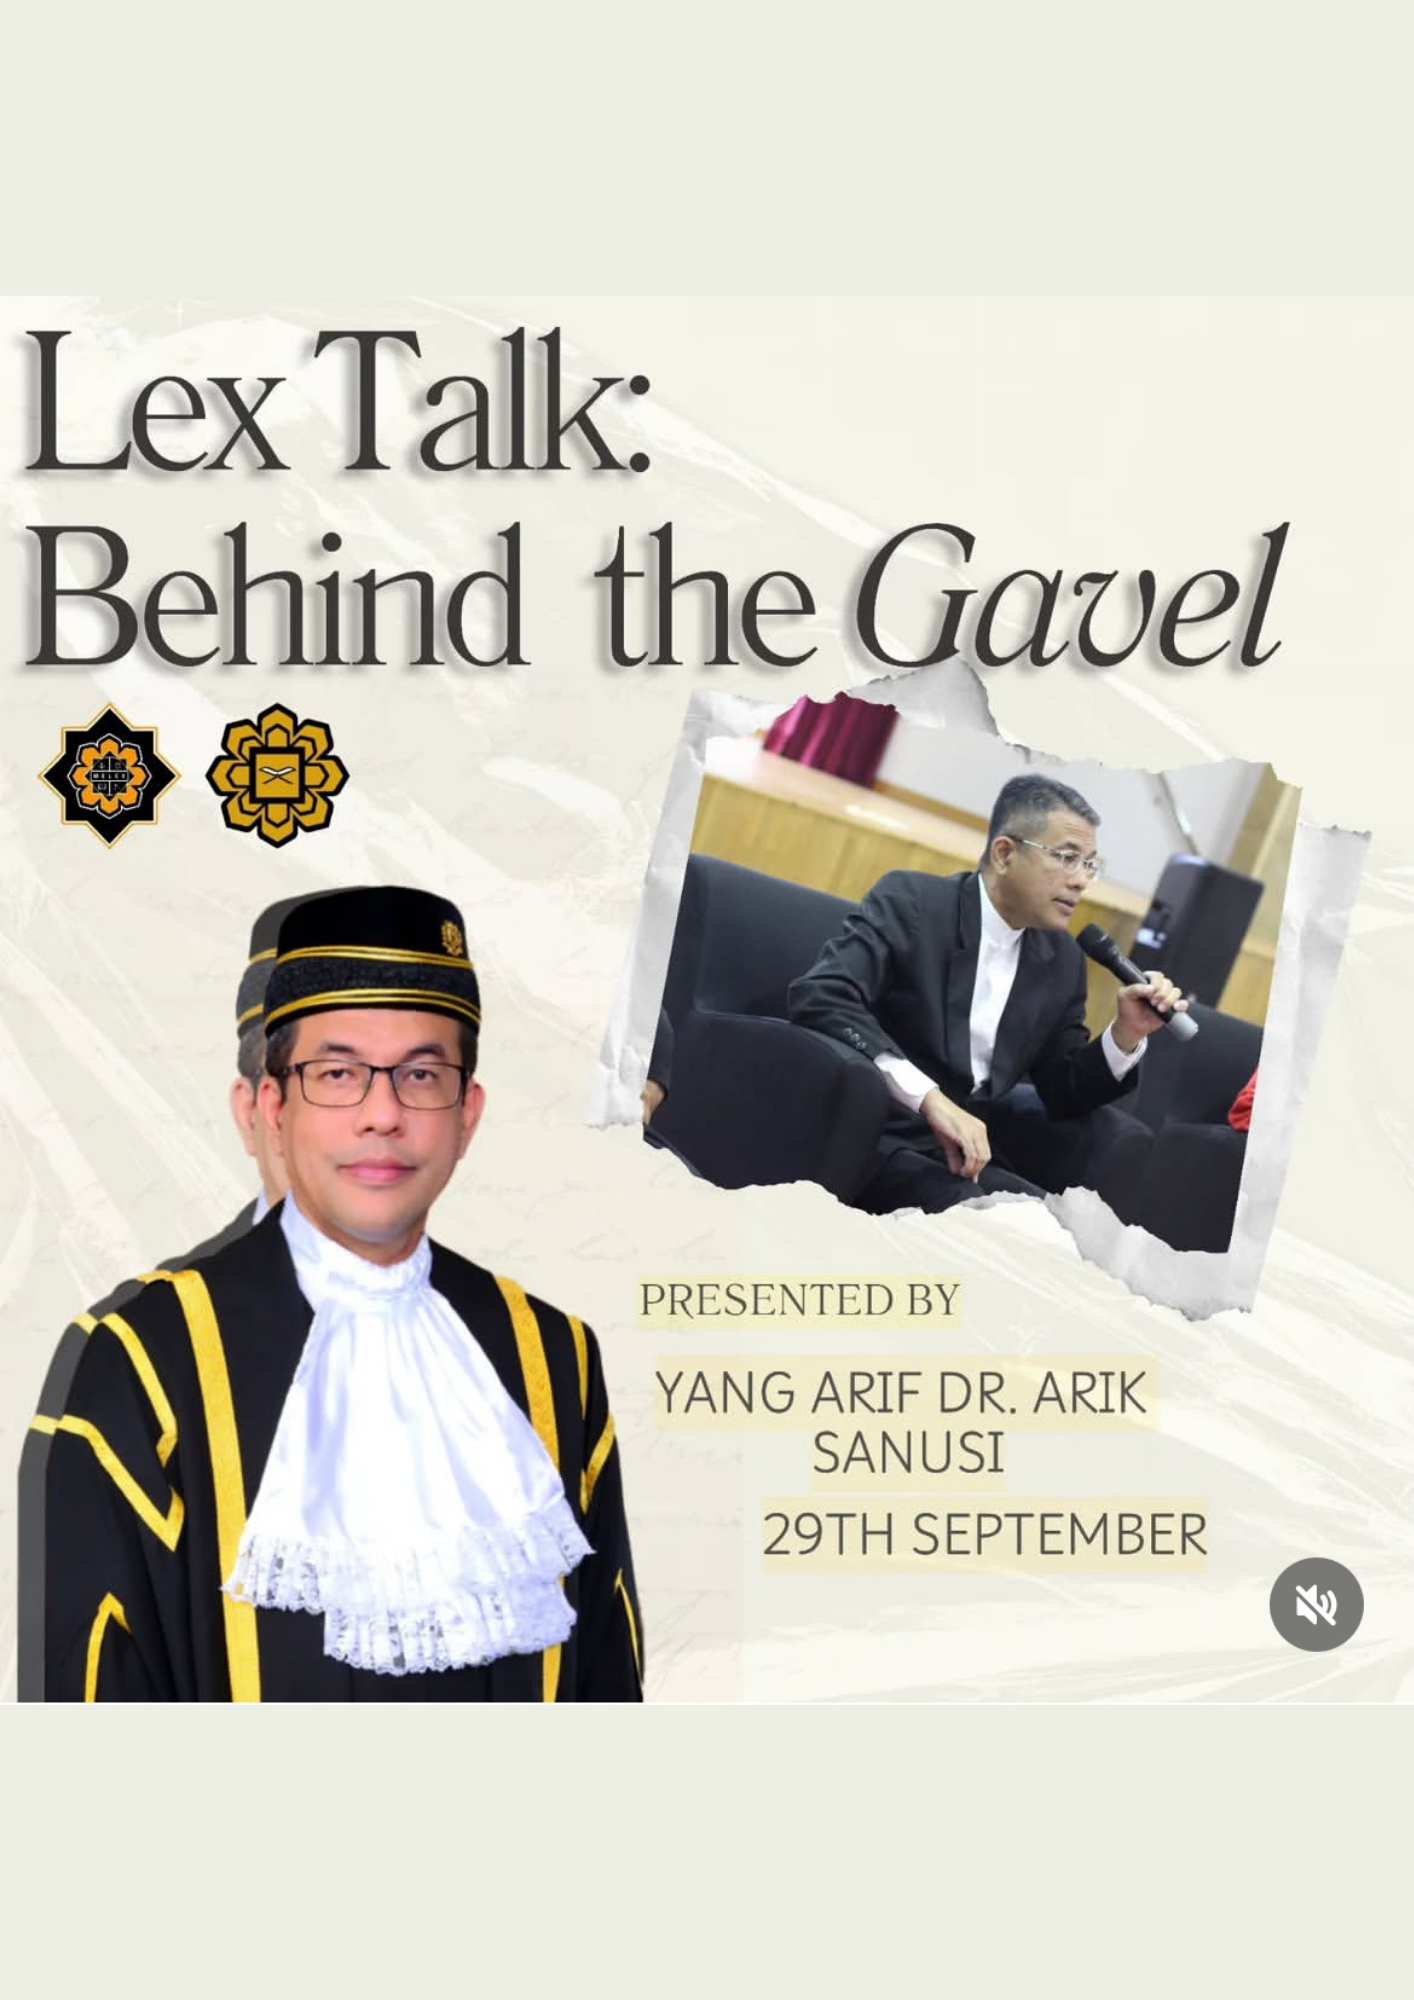 Lex Talk:
Behind the Gavel
PRESENTED BY
YANG ARIF DR. ARIK
SANUSI
29TH SEPTEMBER